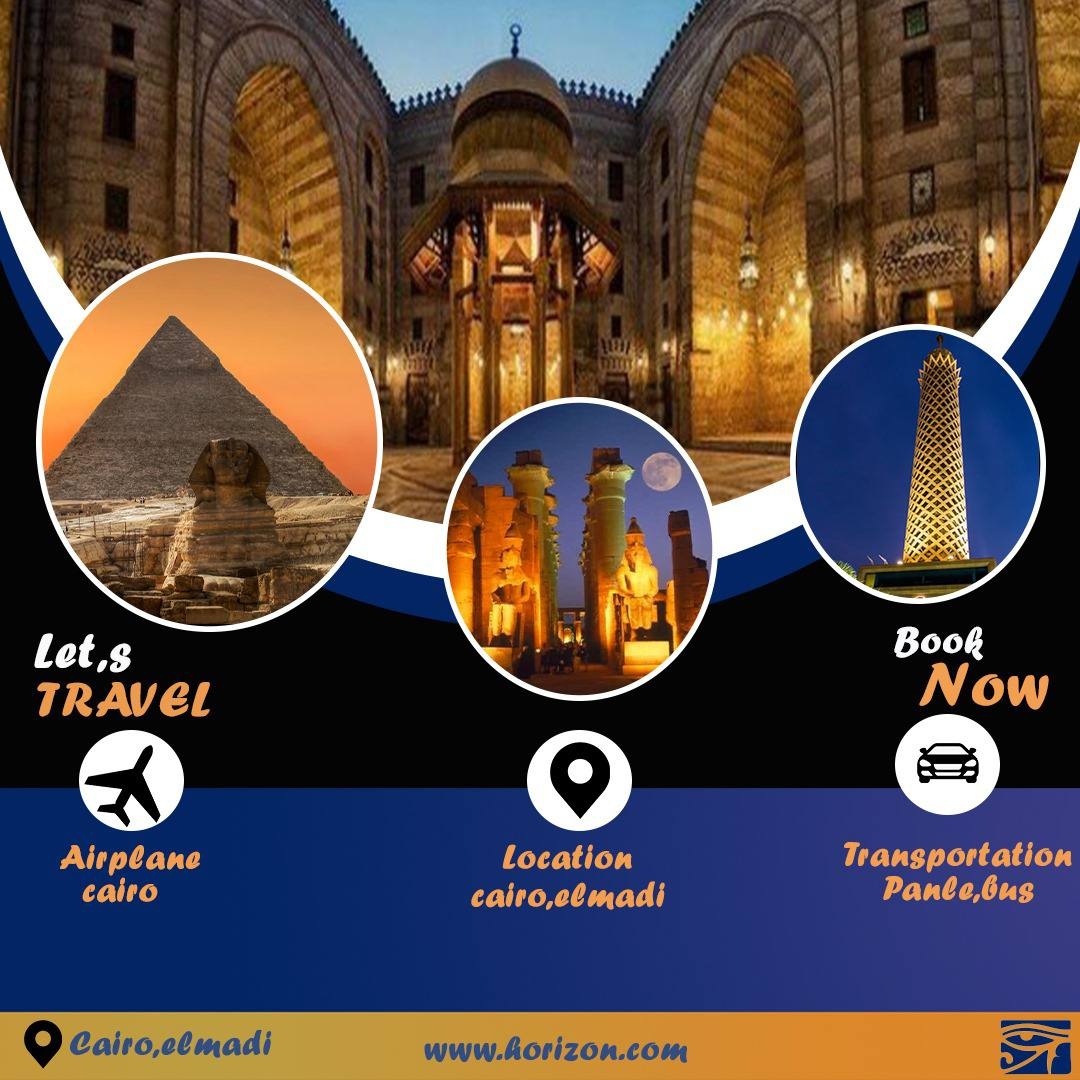 Let,s
TRAVEL
Book
Now
Airplane
cairo
Location
cairo,elmadi
Transportation
Panle,bus
Cairo,elmadi
www.horizon.com